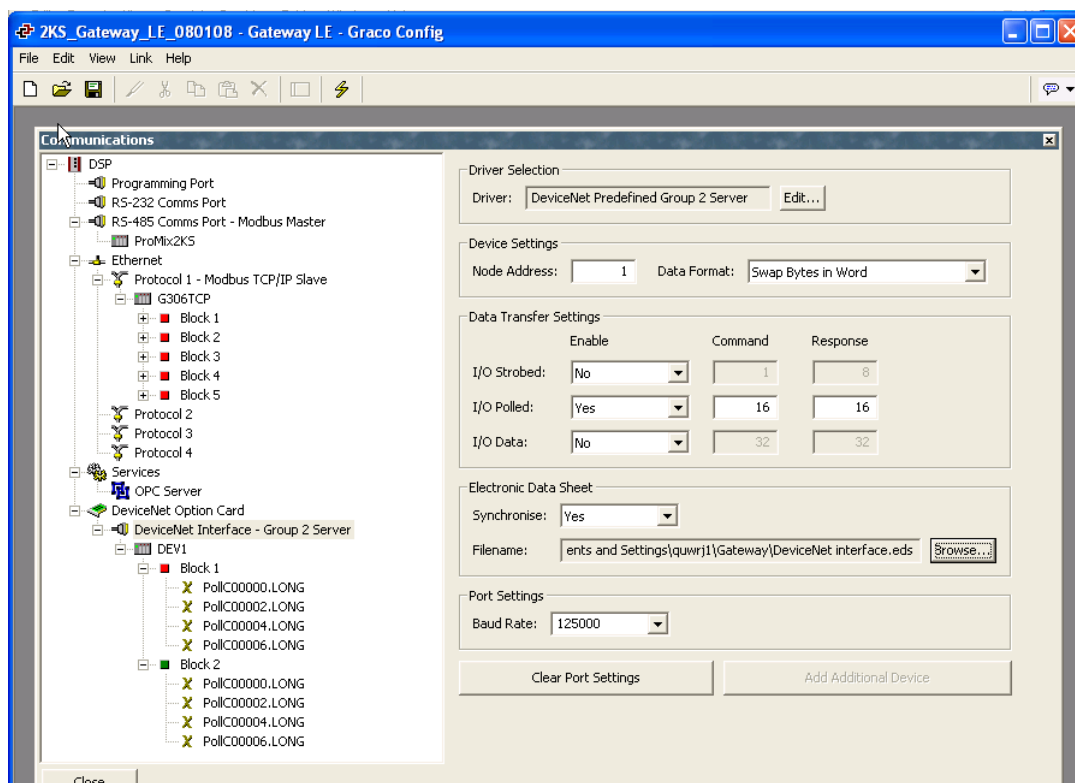 2KS_Gateway_LE_080108 - Gateway LE - Graco Config
File Edit View Link Help
Communications
DSP
Programming Port
RS-232 Comms Port
RS-485 Comms Port - Modbus Master
ProMix2KS
Ethernet
Protocol 1 - Modbus TCP/IP Slave
G306TCP
Block 1
Block 2
Block 3
Block 4
Block 5
Protocol 2
Protocol 3
Protocol 4
Services
OPC Server
DeviceNet Option Card
DeviceNet Interface - Group 2 Server
DEV1
Block 1
PollC00000.LONG
PollC00002.LONG
PollC00004.LONG
PollC00006.LONG
Block 2
PollC00000.LONG
PollC00002.LONG
PollC00004.LONG
PollC00006.LONG
Close
Driver Selection
Driver: DeviceNet Predefined Group 2 Server Edit...
Device Settings
Node Address: 1 Data Format: Swap Bytes in Word
Data Transfer Settings
Enable Command Response
I/O Strobed: No 1 8
I/O Polled: Yes 16 16
I/O Data: No 32 32
Electronic Data Sheet
Synchronise: Yes
Filename: ents and Settings\quwrj1\Gateway\DeviceNet interface.eds Browse...
Port Settings
Baud Rate: 125000
Clear Port Settings Add Additional Device